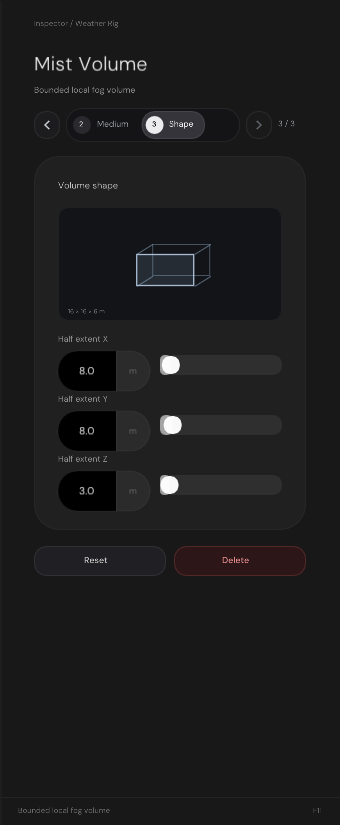 Inspector / Weather Rig
Mist Volume
Bounded local fog volume
2 Medium 3 Shape 3 / 3
Volume shape
16 × 16 × 6 m
Half extent X
8.0 m
Half extent Y
8.0 m
Half extent Z
3.0 m
Reset Delete
Bounded local fog volume